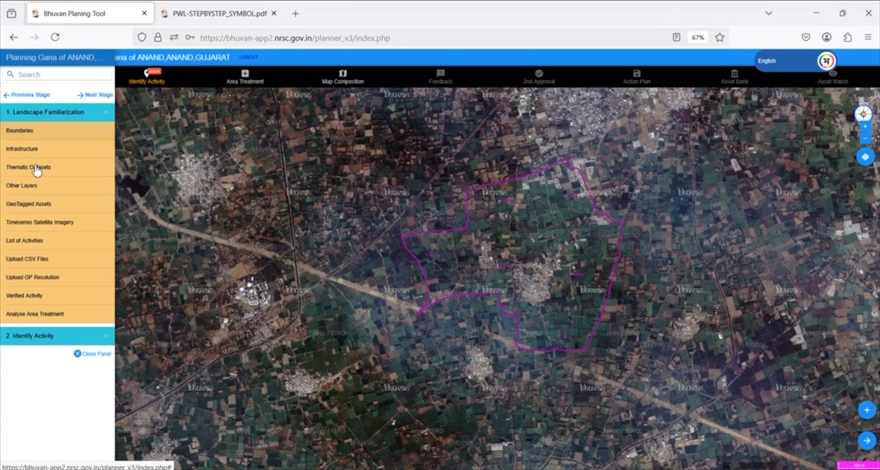 Bhuvan Planing Tool
PWL-STEPBYSTEP_SYMBOL.pdf
https://bhuvan-app2.nrsc.gov.in/planner_v3/index.php
67%
Planning Gana of ANAND,... ana of ANAND,ANAND,GUJARAT LOGOUT
English
Search
Identify Activity
Area Treatment
Map Composition
Feedback
2nd Approval
Action Plan
Asset Bank
Asset Watch
Previous Stage
Next Stage
1. Landscape Familiarization
Boundaries
Infrastructure
Thematic Datasets
Other Layers
GeoTagged Assets
Timeseries Satellite Imagery
List of Activities
Upload CSV Files
Upload GP Resolution
Verified Activity
Analyse Area Treatment
2. Identify Activity
Close Panel
https://bhuvan-app2.nrsc.gov.in/planner_v3/index.php#